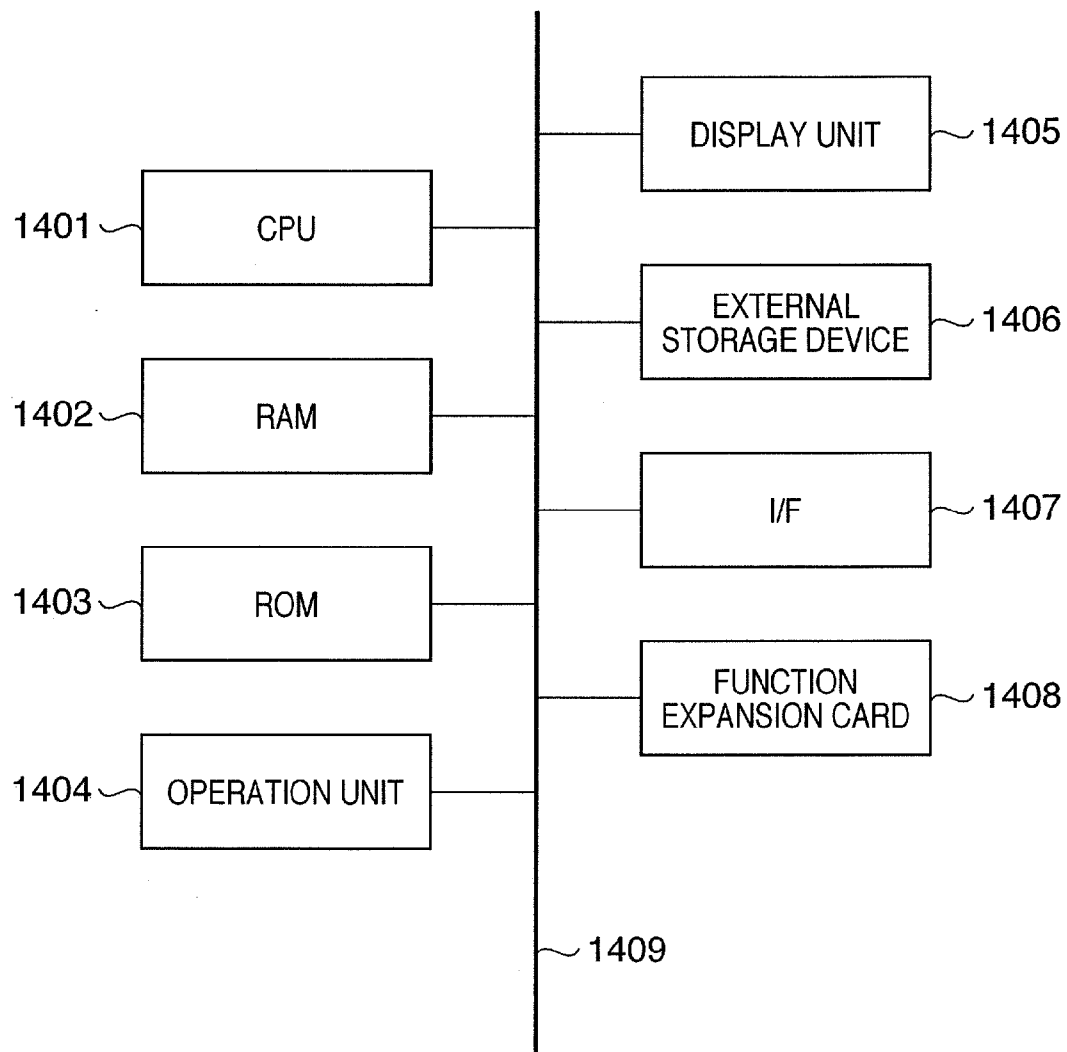 DISPLAY UNIT
1405
1401
CPU
EXTERNAL
STORAGE DEVICE
1406
1402
RAM
I/F
1407
1403
ROM
FUNCTION
EXPANSION CARD
1408
1404
OPERATION UNIT
1409